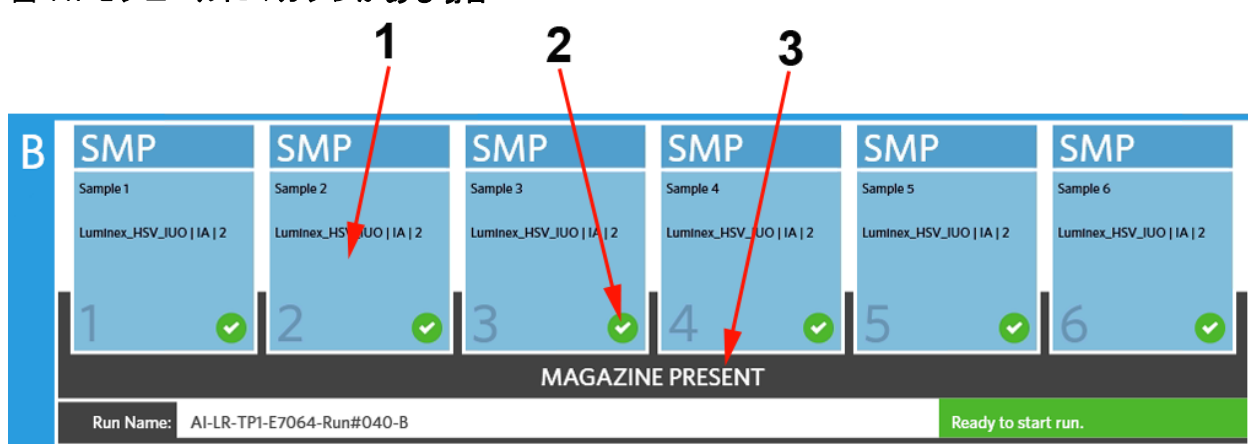 1 2 3
B SMP SMP SMP SMP SMP SMP
Sample 1 Sample 2 Sample 3 Sample 4 Sample 5 Sample 6
Luminex_HSV_IUO | IA | 2 Luminex_HSV_IUO | IA | 2 Luminex_HSV_IUO | IA | 2 Luminex_HSV_IUO | IA | 2 Luminex_HSV_IUO | IA | 2 Luminex_HSV_IUO | IA | 2
1 2 3 4 5 6
MAGAZINE PRESENT
Run Name: AI-LR-TP1-E7064-Run#040-B Ready to start run.